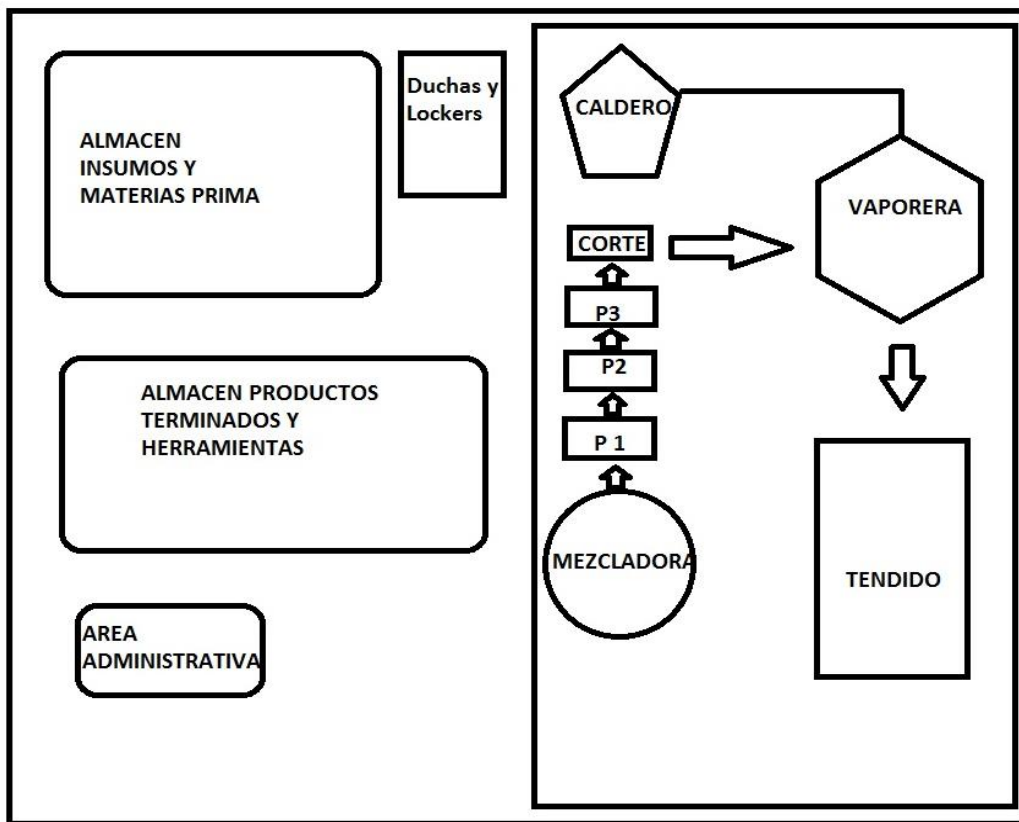 ALMACEN
INSUMOS Y
MATERIAS PRIMA
Duchas y
Lockers
ALMACEN PRODUCTOS
TERMINADOS Y
HERRAMIENTAS
AREA
ADMINISTRATIVA
CALDERO
VAPORERA
CORTE
P3
P2
P 1
MEZCLADORA
TENDIDO